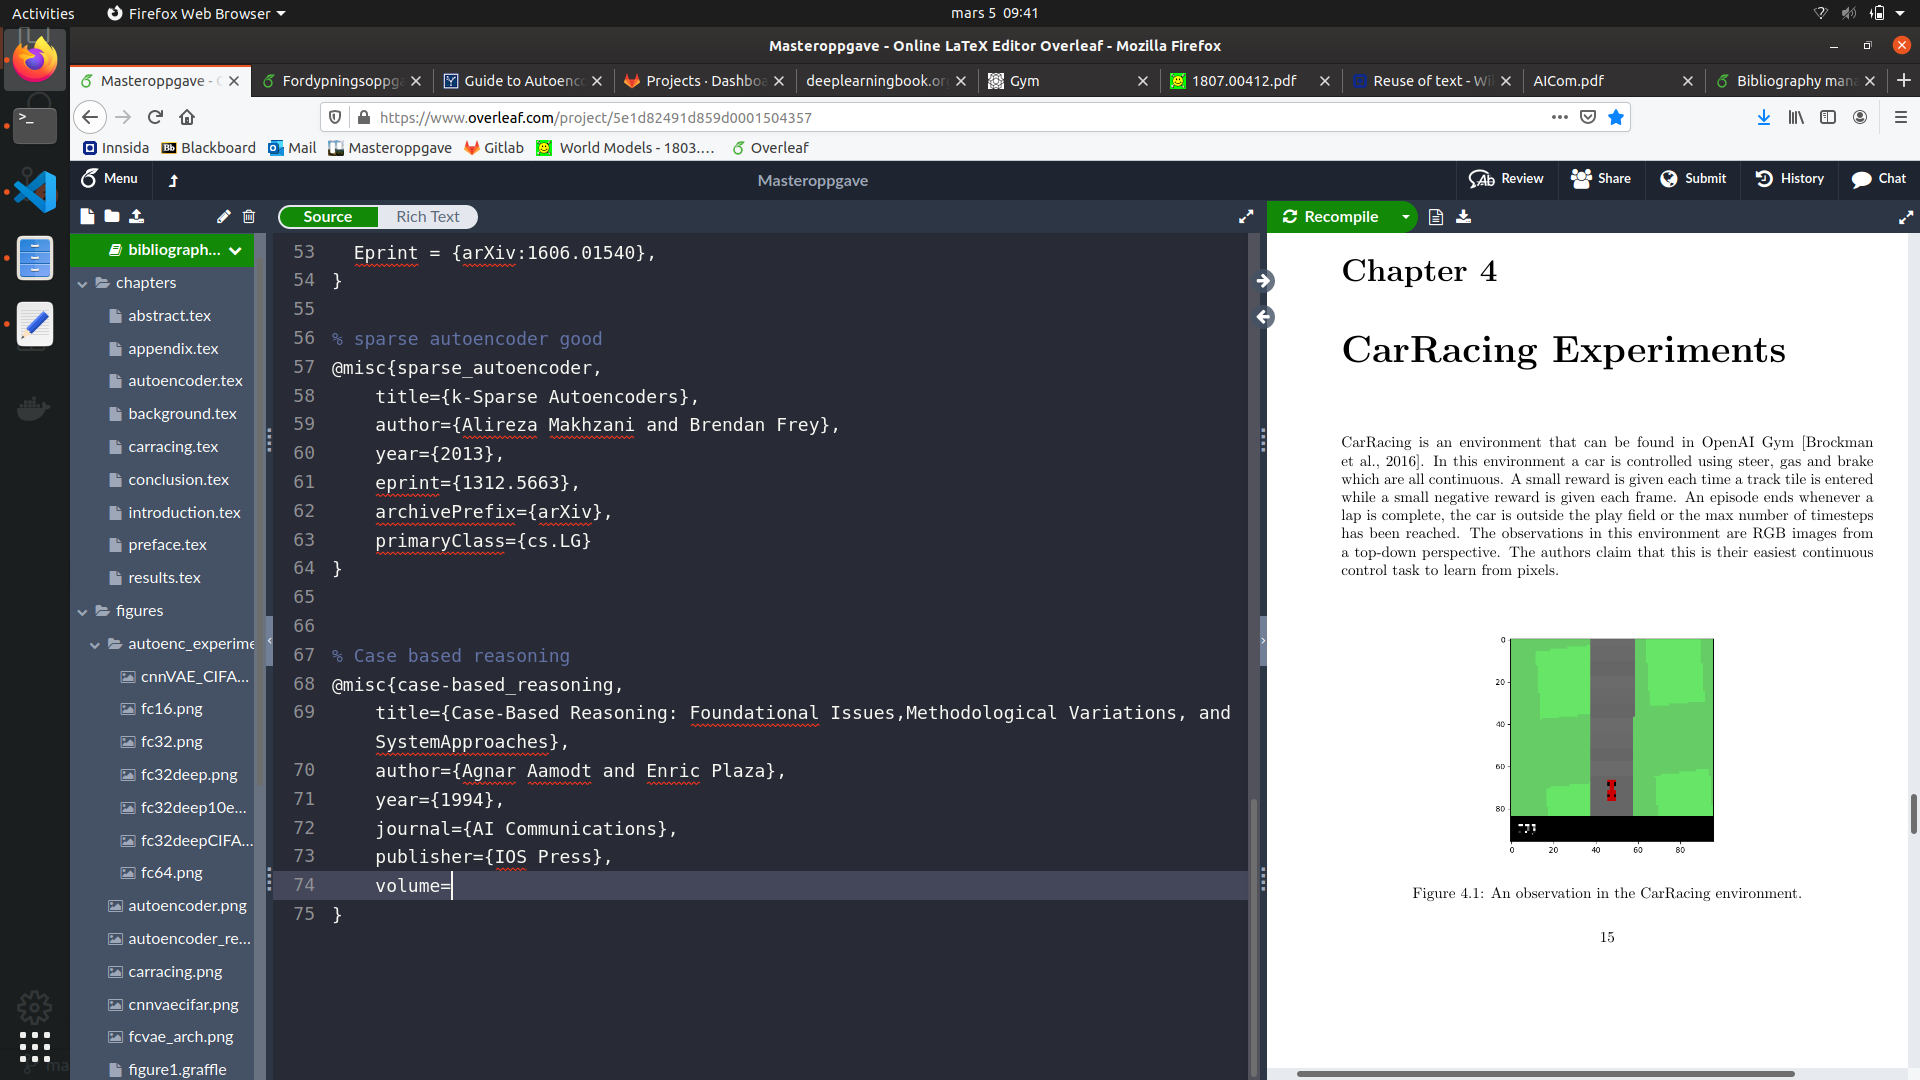 Activities
Firefox Web Browser
mars 5 09:41
Masteroppgave - Online LaTeX Editor Overleaf - Mozilla Firefox
Masteroppgave - 
Fordypningsoppg
Guide to Autoenc
Projects · Dashboa
deeplearningbook.or
Gym
1807.00412.pdf
Reuse of text - Wi
AICom.pdf
Bibliography man
https://www.overleaf.com/project/5e1d82491d859d0001504357
Innsida
Bb Blackboard
Mail
Masteroppgave
Gitlab
World Models - 1803....
Overleaf
Menu
Masteroppgave
Review
Share
Submit
History
Chat
Source
Rich Text
Recompile
bibliograph...
chapters
abstract.tex
appendix.tex
autoencoder.tex
background.tex
carracing.tex
conclusion.tex
introduction.tex
preface.tex
results.tex
figures
autoenc_experime
cnnVAE_CIFA...
fc16.png
fc32.png
fc32deep.png
fc32deep10e...
fc32deepCIFA...
fc64.png
autoencoder.png
autoencoder_re...
carracing.png
cnnvaecifar.png
fcvae_arch.png
figure1.graffle
53 Eprint = {arXiv:1606.01540},
54 }
55
56 % sparse autoencoder good
57 @misc{sparse_autoencoder,
58 title={k-Sparse Autoencoders},
59 author={Alireza Makhzani and Brendan Frey},
60 year={2013},
61 eprint={1312.5663},
62 archivePrefix={arXiv},
63 primaryClass={cs.LG}
64 }
65
66
67 % Case based reasoning
68 @misc{case-based_reasoning,
69 title={Case-Based Reasoning: Foundational Issues,Methodological Variations, and
SystemApproaches},
70 author={Agnar Aamodt and Enric Plaza},
71 year={1994},
72 journal={AI Communications},
73 publisher={IOS Press},
74 volume=
75 }
Chapter 4
CarRacing Experiments
CarRacing is an environment that can be found in OpenAI Gym [Brockman
et al., 2016]. In this environment a car is controlled using steer, gas and brake
which are all continuous. A small reward is given each time a track tile is entered
while a small negative reward is given each frame. An episode ends whenever a
lap is complete, the car is outside the play field or the max number of timesteps
has been reached. The observations in this environment are RGB images from
a top-down perspective. The authors claim that this is their easiest continuous
control task to learn from pixels.
0
20
40
60
80
0 20 40 60 80
Figure 4.1: An observation in the CarRacing environment.
15